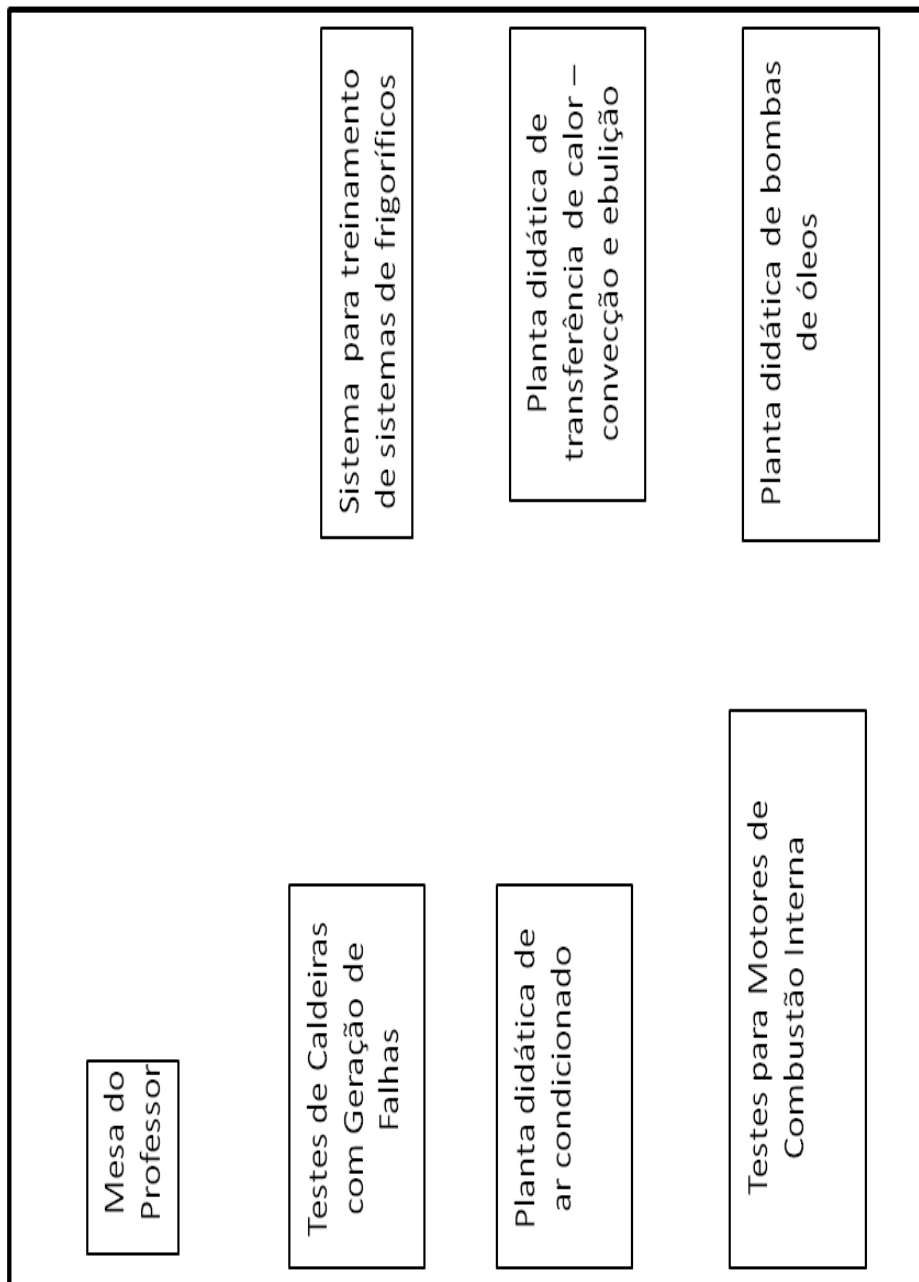 Mesa do
Professor
Testes de Caldeiras
com Geração de
Falhas
Sistema para treinamento
de sistemas de frigoríficos
Planta didática de
ar condicionado
Planta didática de
transferência de calor –
convecção e ebulição
Testes para Motores de
Combustão Interna
Planta didática de bombas
de óleos